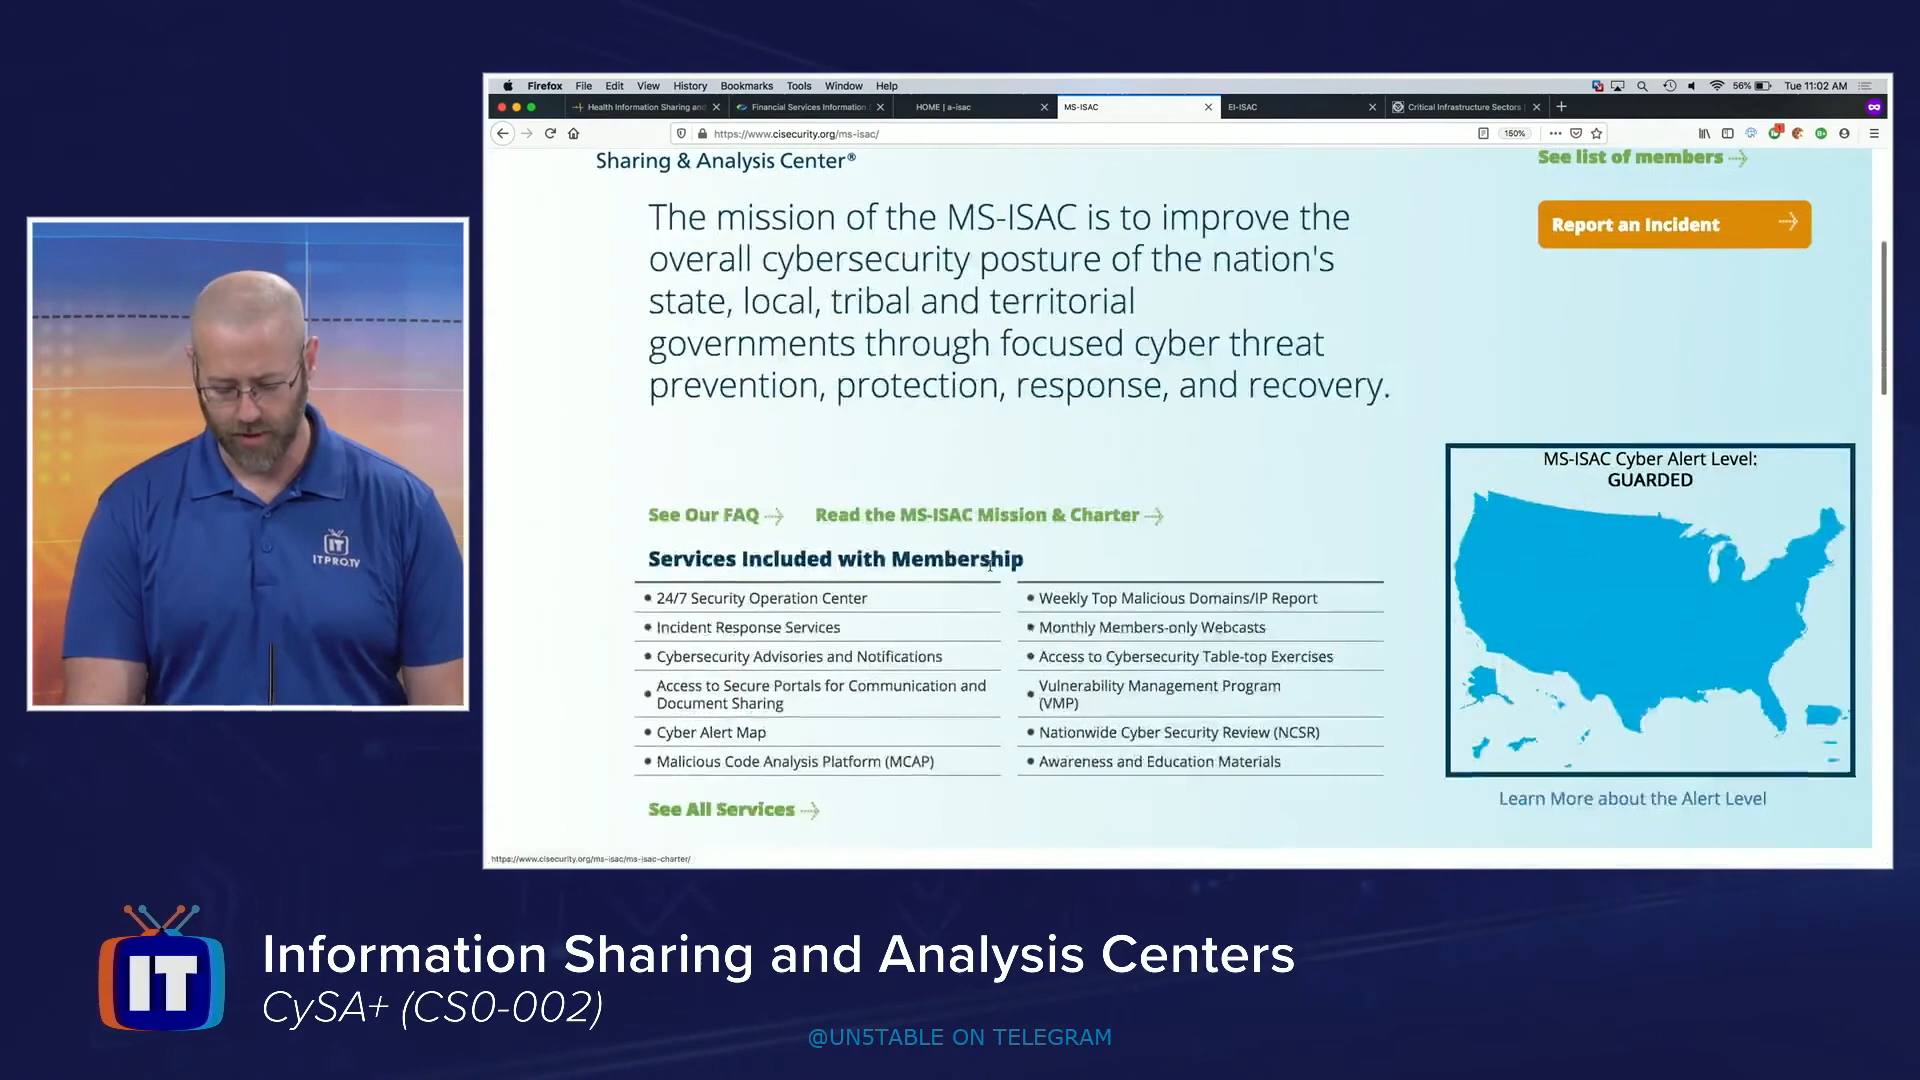 Firefox File Edit View History Bookmarks Tools Window Help
56% Tue 11:02 AM
Health Information Sharing and
Financial Services Information
HOME | a-isac
MS-ISAC
EI-ISAC
Critical Infrastructure Sectors
https://www.cisecurity.org/ms-isac/
150%
Sharing & Analysis Center®
See list of members
Report an Incident
The mission of the MS-ISAC is to improve the
overall cybersecurity posture of the nation's
state, local, tribal and territorial
governments through focused cyber threat
prevention, protection, response, and recovery.
See Our FAQ
Read the MS-ISAC Mission & Charter
Services Included with Membership
24/7 Security Operation Center
Incident Response Services
Cybersecurity Advisories and Notifications
Access to Secure Portals for Communication and
Document Sharing
Cyber Alert Map
Malicious Code Analysis Platform (MCAP)
Weekly Top Malicious Domains/IP Report
Monthly Members-only Webcasts
Access to Cybersecurity Table-top Exercises
Vulnerability Management Program
(VMP)
Nationwide Cyber Security Review (NCSR)
Awareness and Education Materials
See All Services
MS-ISAC Cyber Alert Level:
GUARDED
Learn More about the Alert Level
https://www.cisecurity.org/ms-isac/ms-isac-charter/
IT
ITPRO.TV
IT
Information Sharing and Analysis Centers
CySA+ (CS0-002)
@UN5TABLE ON TELEGRAM